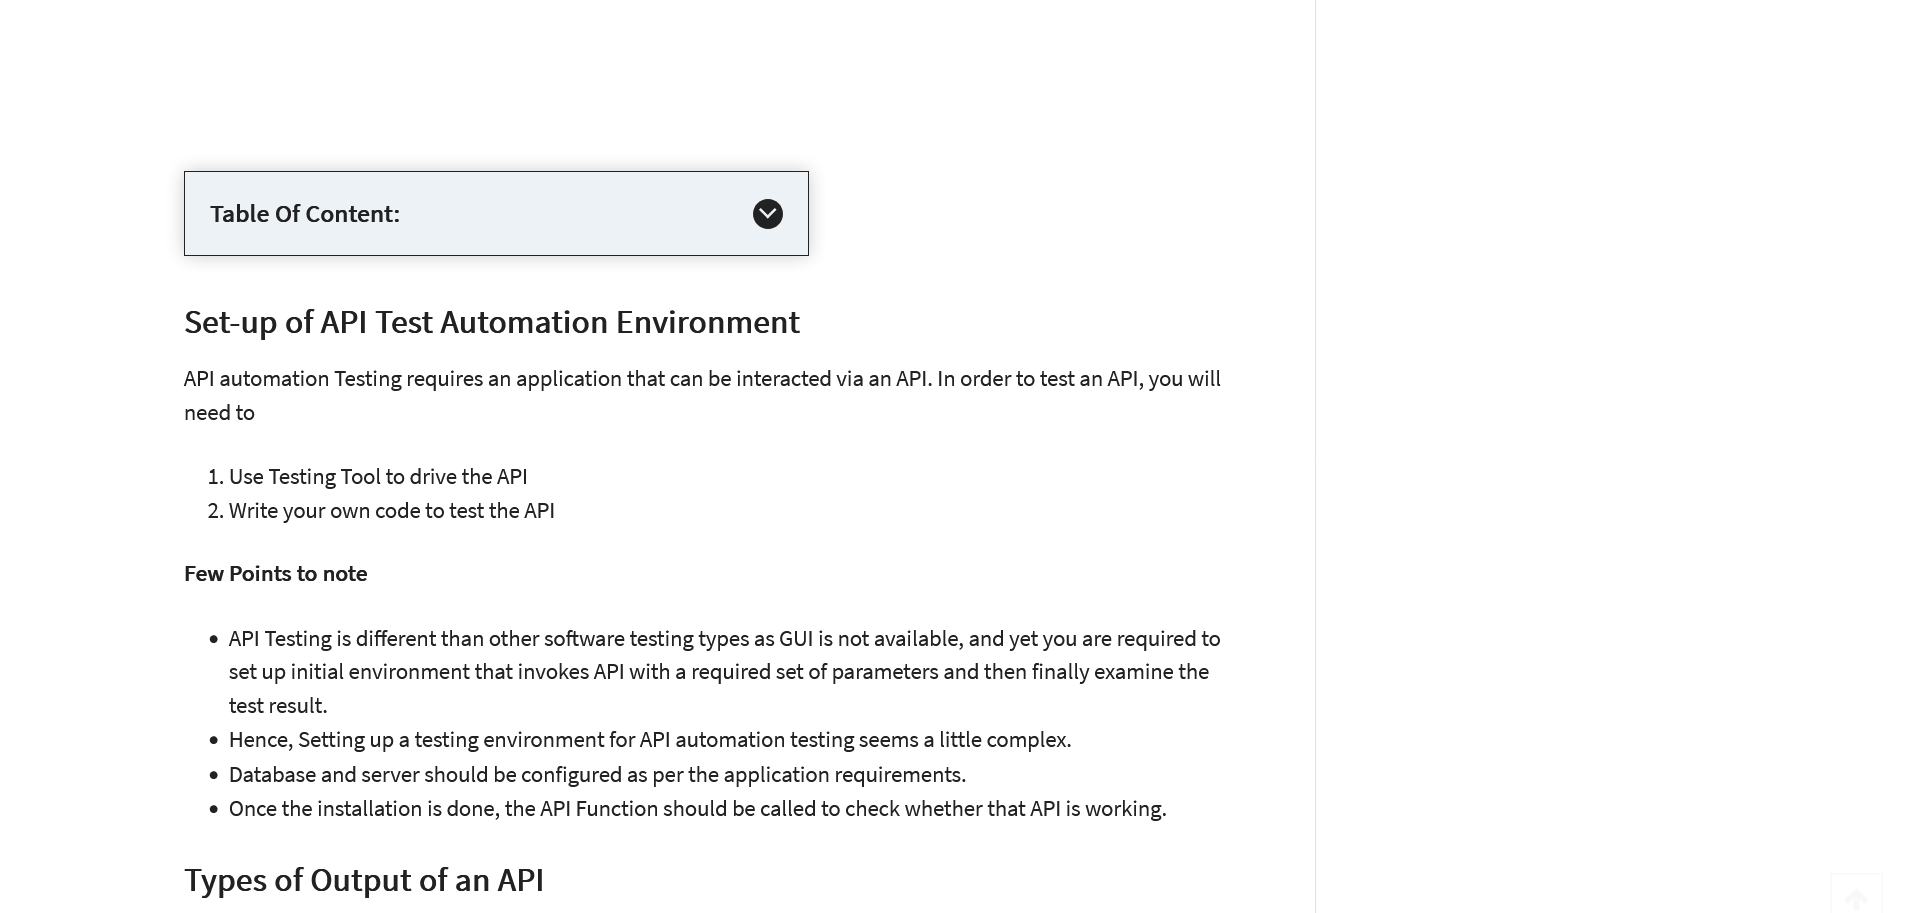 Table Of Content:
Set-up of API Test Automation Environment
API automation Testing requires an application that can be interacted via an API. In order to test an API, you will
need to
1. Use Testing Tool to drive the API
2. Write your own code to test the API
Few Points to note
• API Testing is different than other software testing types as GUI is not available, and yet you are required to
set up initial environment that invokes API with a required set of parameters and then finally examine the
test result.
• Hence, Setting up a testing environment for API automation testing seems a little complex.
• Database and server should be configured as per the application requirements.
• Once the installation is done, the API Function should be called to check whether that API is working.
Types of Output of an API